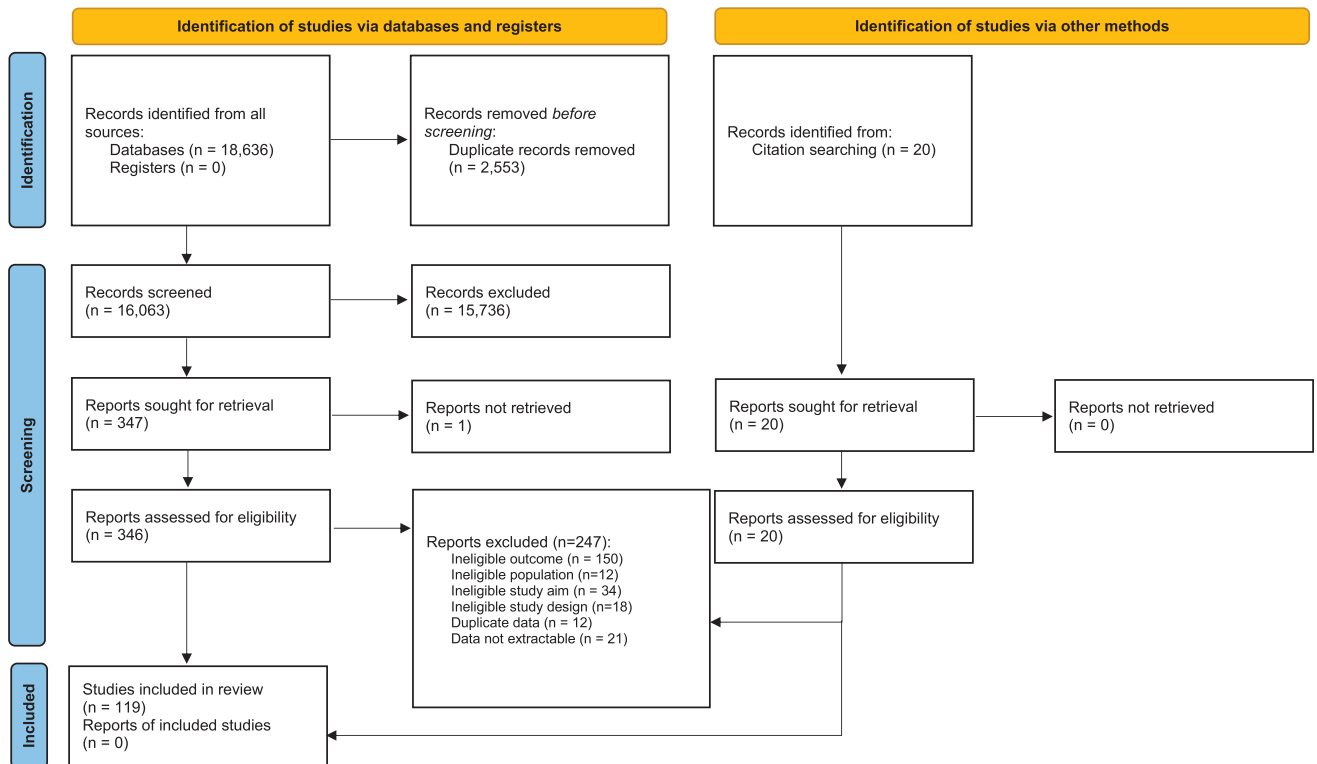 Identification of studies via databases and registers
Identification of studies via other methods
Identification
Records identified from all
sources:
Databases (n = 18,636)
Registers (n = 0)
Records removed before
screening:
Duplicate records removed
(n = 2,553)
Records identified from:
Citation searching (n = 20)
Screening
Records screened
(n = 16,063)
Records excluded
(n = 15,736)
Reports sought for retrieval
(n = 347)
Reports not retrieved
(n = 1)
Reports sought for retrieval
(n = 20)
Reports not retrieved
(n = 0)
Reports assessed for eligibility
(n = 346)
Reports excluded (n=247):
Ineligible outcome (n = 150)
Ineligible population (n=12)
Ineligible study aim (n = 34)
Ineligible study design (n=18)
Duplicate data (n = 12)
Data not extractable (n = 21)
Reports assessed for eligibility
(n = 20)
Included
Studies included in review
(n = 119)
Reports of included studies
(n = 0)